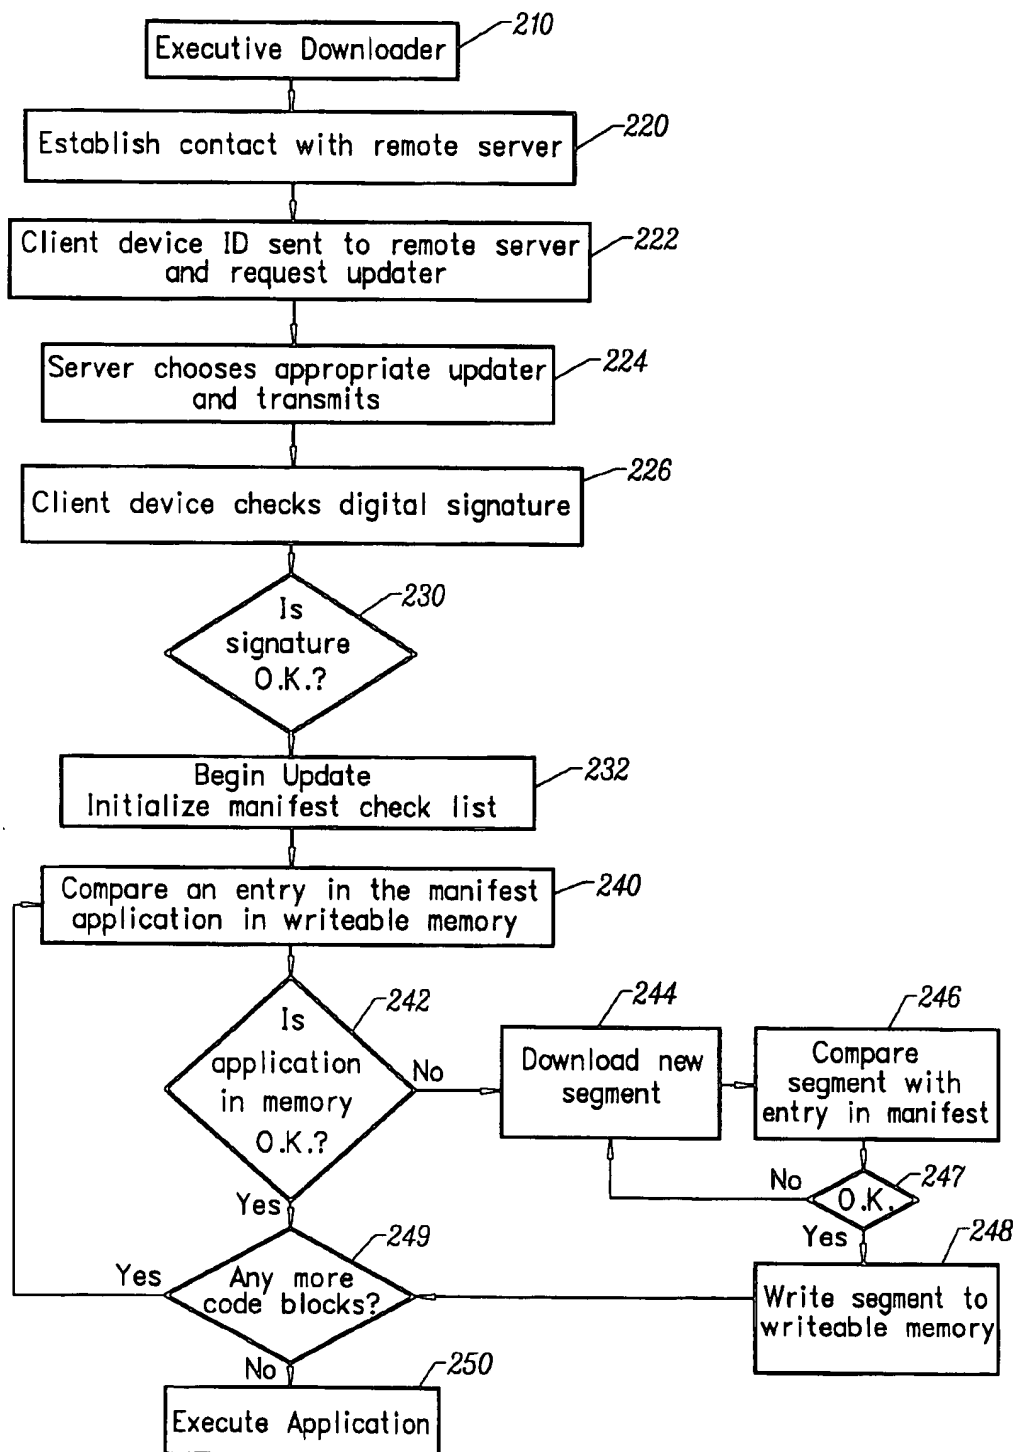 210
Executive Downloader
220
Establish contact with remote server
222
Client device ID sent to remote server
and request updater
224
Server chooses appropriate updater
and transmits
226
Client device checks digital signature
230
Is
signature
O.K.?
232
Begin Update
Initialize manifest check list
240
Compare an entry in the manifest
application in writeable memory
242
Is
application
in memory
O.K.?
No
Yes
244
Download new
segment
246
Compare
segment with
entry in manifest
247
O.K.
No
Yes
248
Write segment to
writeable memory
249
Any more
code blocks?
Yes
No
250
Execute Application